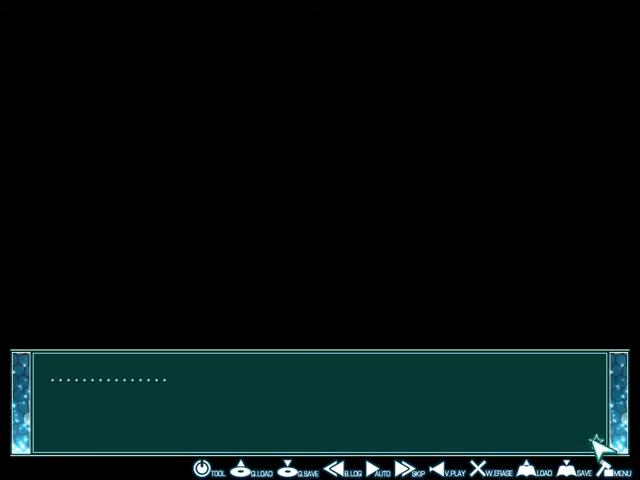 ...............
TOOL Q.LOAD Q.SAVE B.LOG AUTO SKIP V.PLAY W.ERASE LOAD SAVE MENU